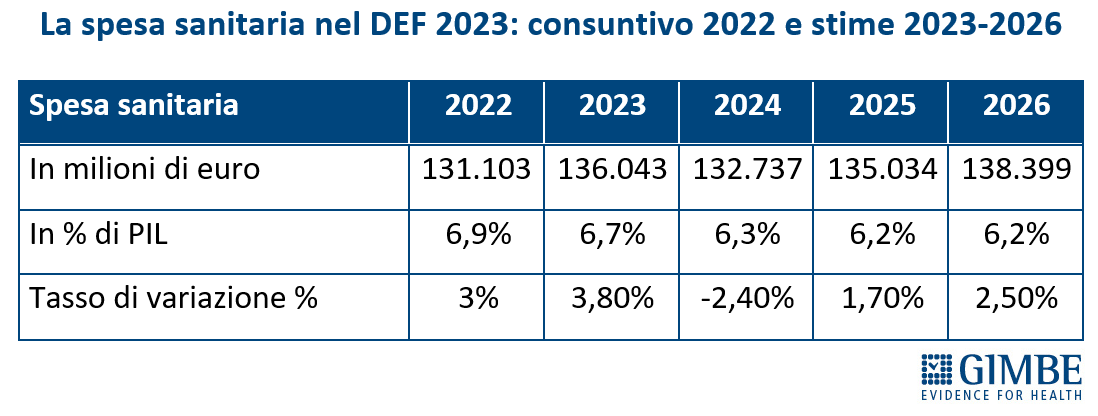 La spesa sanitaria nel DEF 2023: consuntivo 2022 e stime 2023-2026
Spesa sanitaria 2022 2023 2024 2025 2026
In milioni di euro 131.103 136.043 132.737 135.034 138.399
In % di PIL 6,9% 6,7% 6,3% 6,2% 6,2%
Tasso di variazione % 3% 3,80% -2,40% 1,70% 2,50%
GIMBE
EVIDENCE FOR HEALTH